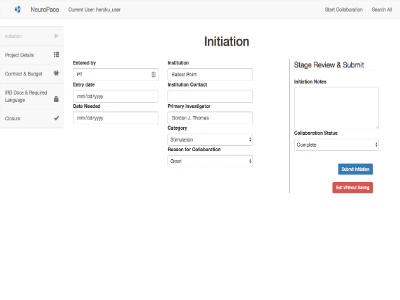 NeuroPace
Current User: heroku_user
Start Collaboration
Search All
Initiation
Project Details
Contract & Budget
IRB Docs & Required
Language
Closure
Initiation
Entered by
PT
Entry date
mm/dd/yyyy
Date Needed
mm/dd/yyyy
Institution
Ballast Point
Institution Contact
Primary Investigator
Gordon J. Thomas
Category
Stimulation
Reason for Collaboration
Grant
Stage Review & Submit
Initiation Notes
Collaboration Status
Complete
Submit Initiation
Exit Without Saving